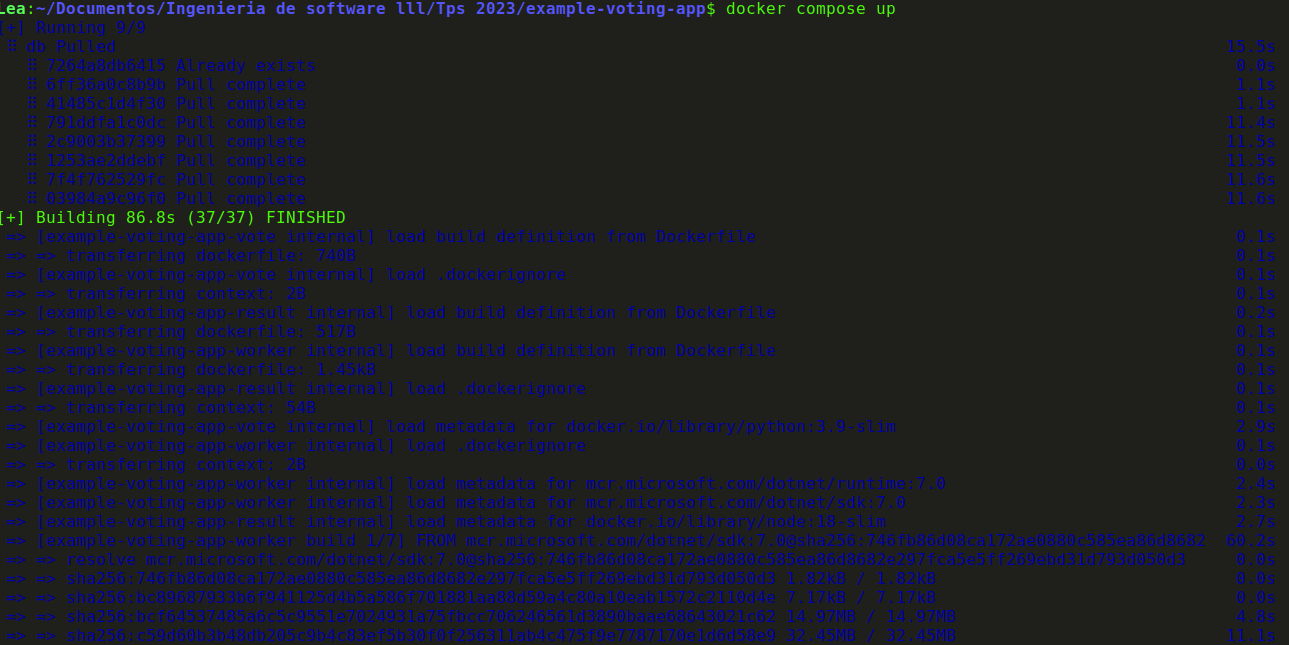 Lea:~/Documentos/Ingenieria de software lll/Tps 2023/example-voting-app$ docker compose up
[+] Running 9/9
⠿ db Pulled 15.5s
⠿ 7264a8db6415 Already exists 0.0s
⠿ 6ff36a0c8b9b Pull complete 1.1s
⠿ 41485c1d4f30 Pull complete 1.1s
⠿ 791ddfa1c0dc Pull complete 11.4s
⠿ 2c9003b37399 Pull complete 11.5s
⠿ 1253ae2ddebf Pull complete 11.5s
⠿ 7f4f762529fc Pull complete 11.6s
⠿ 03984a9c96f0 Pull complete 11.6s
[+] Building 86.8s (37/37) FINISHED
=> [example-voting-app-vote internal] load build definition from Dockerfile 0.1s
=> => transferring dockerfile: 740B 0.1s
=> [example-voting-app-vote internal] load .dockerignore 0.1s
=> => transferring context: 2B 0.1s
=> [example-voting-app-result internal] load build definition from Dockerfile 0.2s
=> => transferring dockerfile: 517B 0.1s
=> [example-voting-app-worker internal] load build definition from Dockerfile 0.1s
=> => transferring dockerfile: 1.45kB 0.1s
=> [example-voting-app-result internal] load .dockerignore 0.1s
=> => transferring context: 54B 0.1s
=> [example-voting-app-vote internal] load metadata for docker.io/library/python:3.9-slim 2.9s
=> [example-voting-app-worker internal] load .dockerignore 0.1s
=> => transferring context: 2B 0.0s
=> [example-voting-app-worker internal] load metadata for mcr.microsoft.com/dotnet/runtime:7.0 2.4s
=> [example-voting-app-worker internal] load metadata for mcr.microsoft.com/dotnet/sdk:7.0 2.3s
=> [example-voting-app-result internal] load metadata for docker.io/library/node:18-slim 2.7s
=> [example-voting-app-worker build 1/7] FROM mcr.microsoft.com/dotnet/sdk:7.0@sha256:746fb86d08ca172ae0880c585ea86d8682 60.2s
=> => resolve mcr.microsoft.com/dotnet/sdk:7.0@sha256:746fb86d08ca172ae0880c585ea86d8682e297fca5e5ff269ebd31d793d050d3 0.0s
=> => sha256:746fb86d08ca172ae0880c585ea86d8682e297fca5e5ff269ebd31d793d050d3 1.82kB / 1.82kB 0.0s
=> => sha256:bc89687933b6f941125d4b5a586f701881aa88d59a4c80a10eab1572c2110d4e 7.17kB / 7.17kB 0.0s
=> => sha256:bcf64537485a6c5c9551e7024931a75fbcc706246561d3890baae68643021c62 14.97MB / 14.97MB 4.8s
=> => sha256:c59d60b3b48db205c9b4c83ef5b30f0f256311ab4c475f9e7787170e1d6d58e9 32.45MB / 32.45MB 11.1s